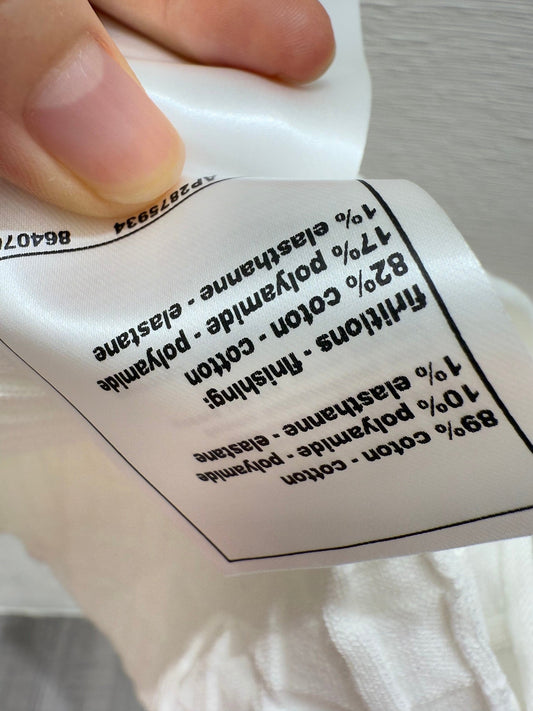 89% coton - cotton
10% polyamide - polyamide
1% elasthanne - elastane
firlitions - finishing:
82% coton - cotton
17% polyamide - polyamide
1% elasthanne - elastane
AP2875934